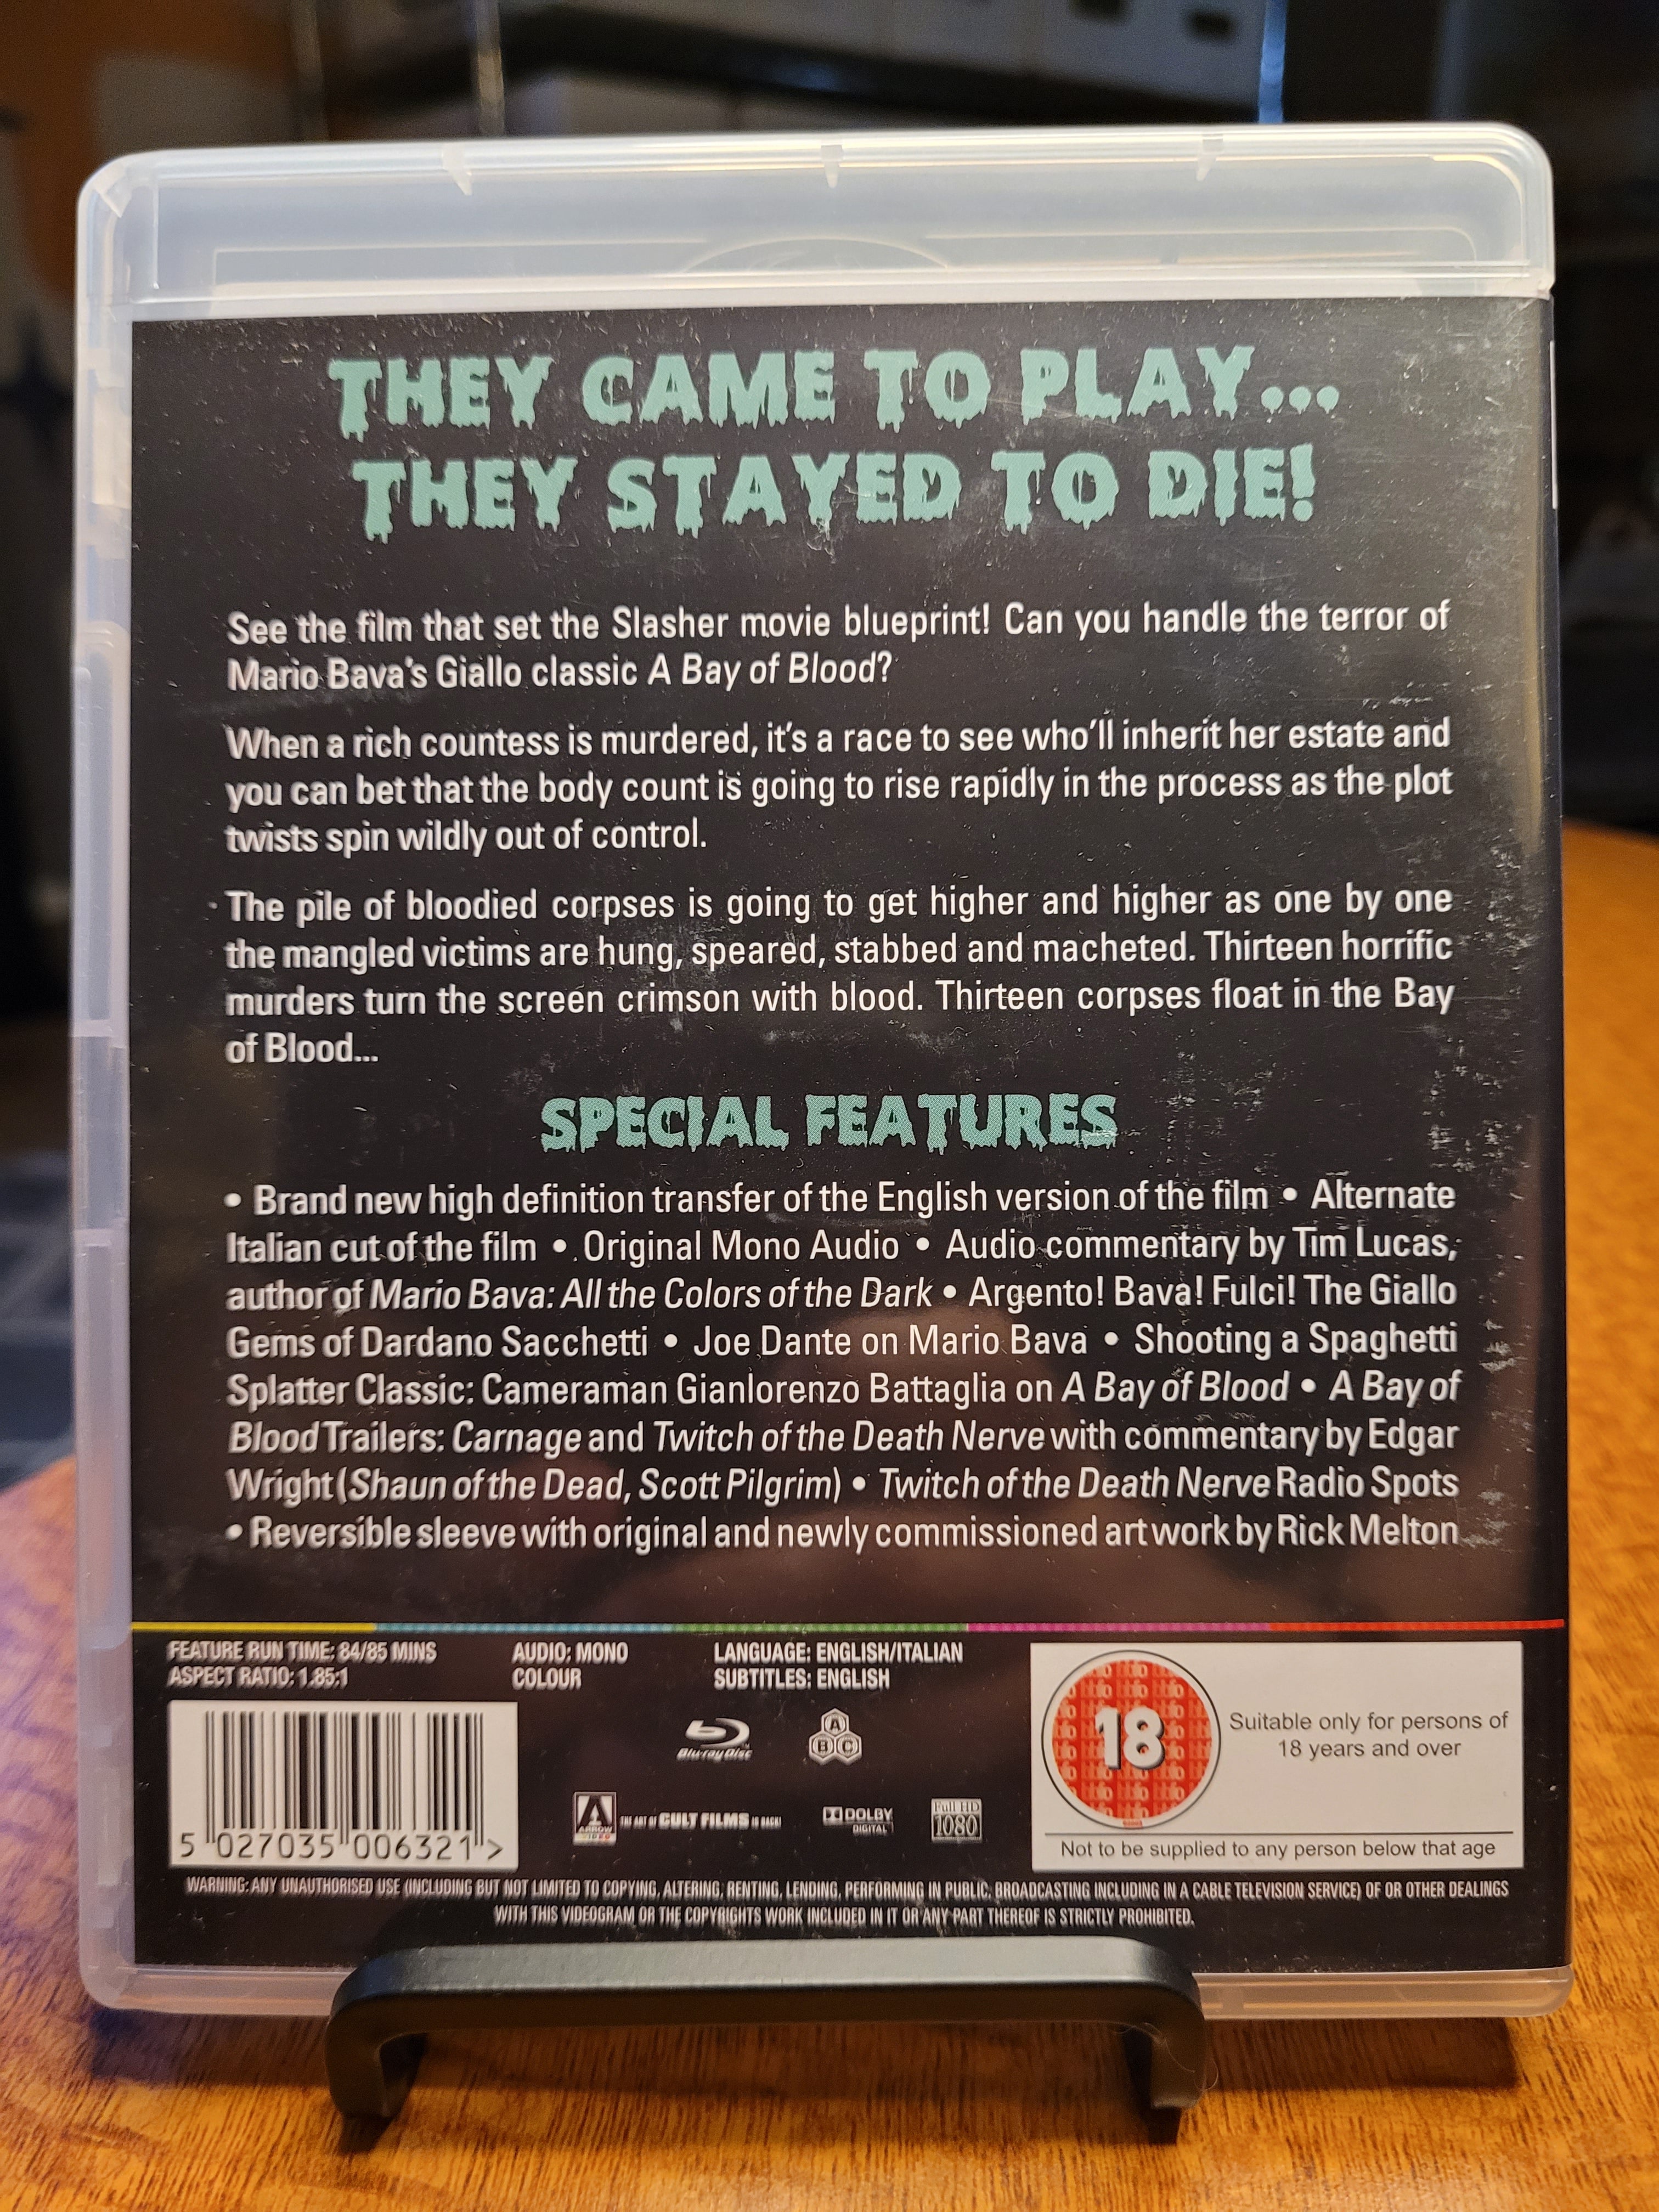 THEY CAME TO PLAY...
THEY STAYED TO DIE!
See the film that set the Slasher movie blueprint! Can you handle the terror of
Mario Bava's Giallo classic A Bay of Blood?
When a rich countess is murdered, it's a race to see who'll inherit her estate and
you can bet that the body count is going to rise rapidly in the process as the plot
twists spin wildly out of control.
The pile of bloodied corpses is going to get higher and higher as one by one
the mangled victims are hung, speared, stabbed and macheted. Thirteen horrific
murders turn the screen crimson with blood. Thirteen corpses float in the Bay
of Blood...
SPECIAL FEATURES
• Brand new high definition transfer of the English version of the film • Alternate
Italian cut of the film • Original Mono Audio • Audio commentary by Tim Lucas,
author of Mario Bava: All the Colors of the Dark • Argento! Bava! Fulci! The Giallo
Gems of Dardano Sacchetti • Joe Dante on Mario Bava • Shooting a Spaghetti
Splatter Classic: Cameraman Gianlorenzo Battaglia on A Bay of Blood • A Bay of
Blood Trailers: Carnage and Twitch of the Death Nerve with commentary by Edgar
Wright (Shaun of the Dead, Scott Pilgrim) • Twitch of the Death Nerve Radio Spots
• Reversible sleeve with original and newly commissioned artwork by Rick Melton
FEATURE RUN TIME: 84/85 MINS
ASPECT RATIO: 1.85:1
AUDIO: MONO
COLOUR
LANGUAGE: ENGLISH/ITALIAN
SUBTITLES: ENGLISH
5 027035 006321 >
Blu-ray Disc
A
B C
ARROW VIDEO
THE ART OF CULT FILMS IS BACK!
DOLBY
DIGITAL
Full HD
1080
18
Suitable only for persons of
18 years and over
Not to be supplied to any person below that age
WARNING: ANY UNAUTHORISED USE (INCLUDING BUT NOT LIMITED TO COPYING, ALTERING, RENTING, LENDING, PERFORMING IN PUBLIC, BROADCASTING INCLUDING IN A CABLE TELEVISION SERVICE) OF OR OTHER DEALINGS
WITH THIS VIDEOGRAM OR THE COPYRIGHTS WORK INCLUDED IN IT OR ANY PART THEREOF IS STRICTLY PROHIBITED.